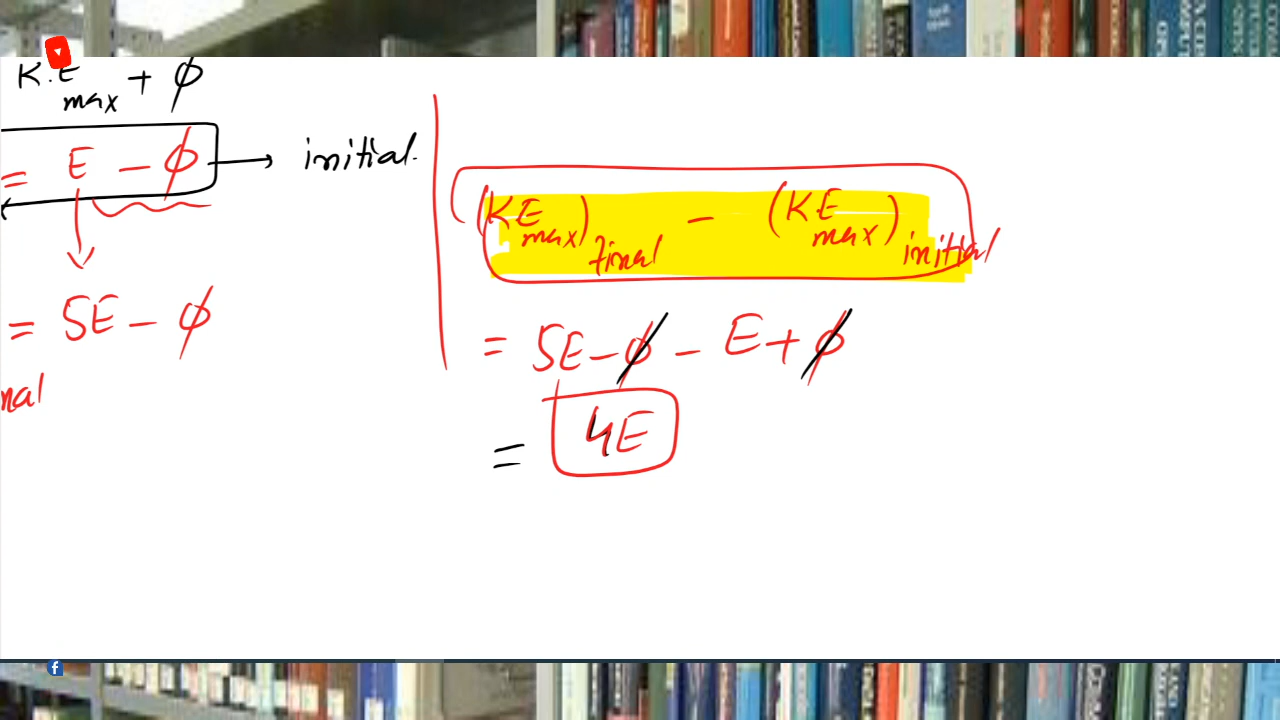 K.E max + φ
= E − φ → initial.
= 5E − φ
nal
(KE max) final − (KE max) initial
= 5E − φ − E + φ
= 4E